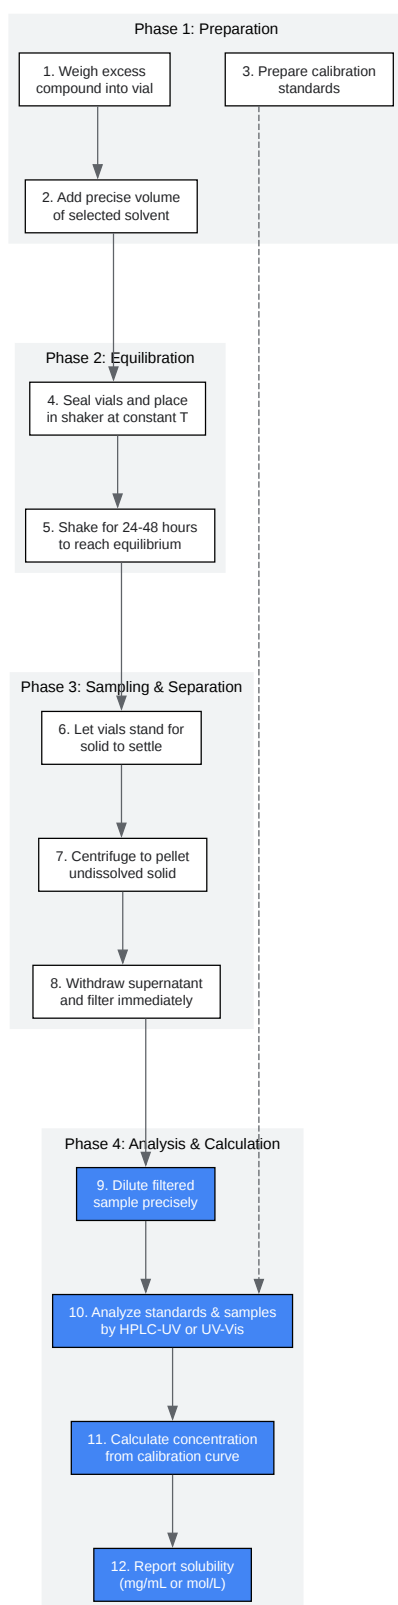 Phase 1: Preparation
1. Weigh excess
compound into vial
3. Prepare calibration
standards
2. Add precise volume
of selected solvent
Phase 2: Equilibration
4. Seal vials and place
in shaker at constant T
5. Shake for 24-48 hours
to reach equilibrium
Phase 3: Sampling & Separation
6. Let vials stand for
solid to settle
7. Centrifuge to pellet
undissolved solid
8. Withdraw supernatant
and filter immediately
Phase 4: Analysis & Calculation
9. Dilute filtered
sample precisely
10. Analyze standards & samples
by HPLC-UV or UV-Vis
11. Calculate concentration
from calibration curve
12. Report solubility
(mg/mL or mol/L)